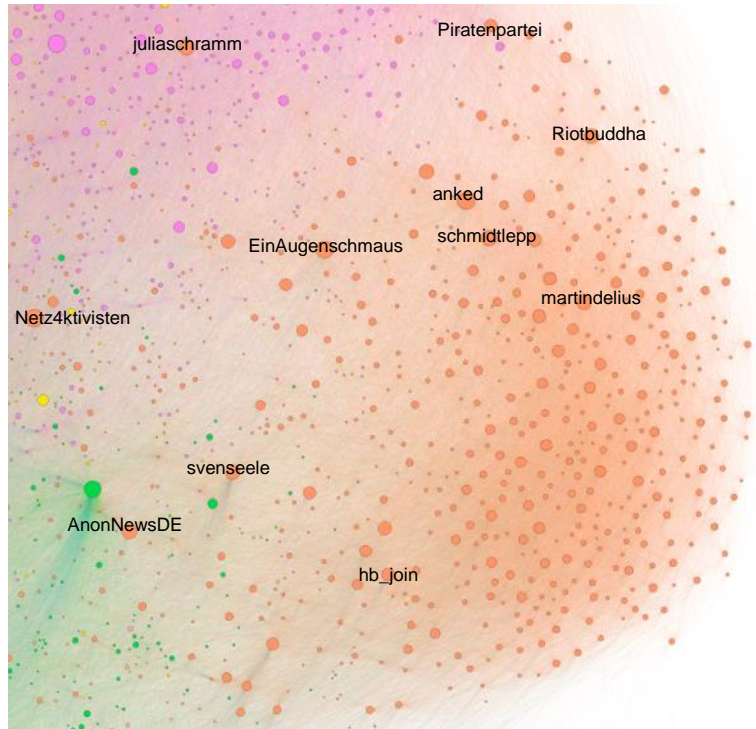 Piratenpartei
juliaschramm
Riotbuddha
anked
schmidtlepp
EinAugenschmaus
martindelius
Netz4ktivisten
svenseele
AnonNewsDE
hb_join